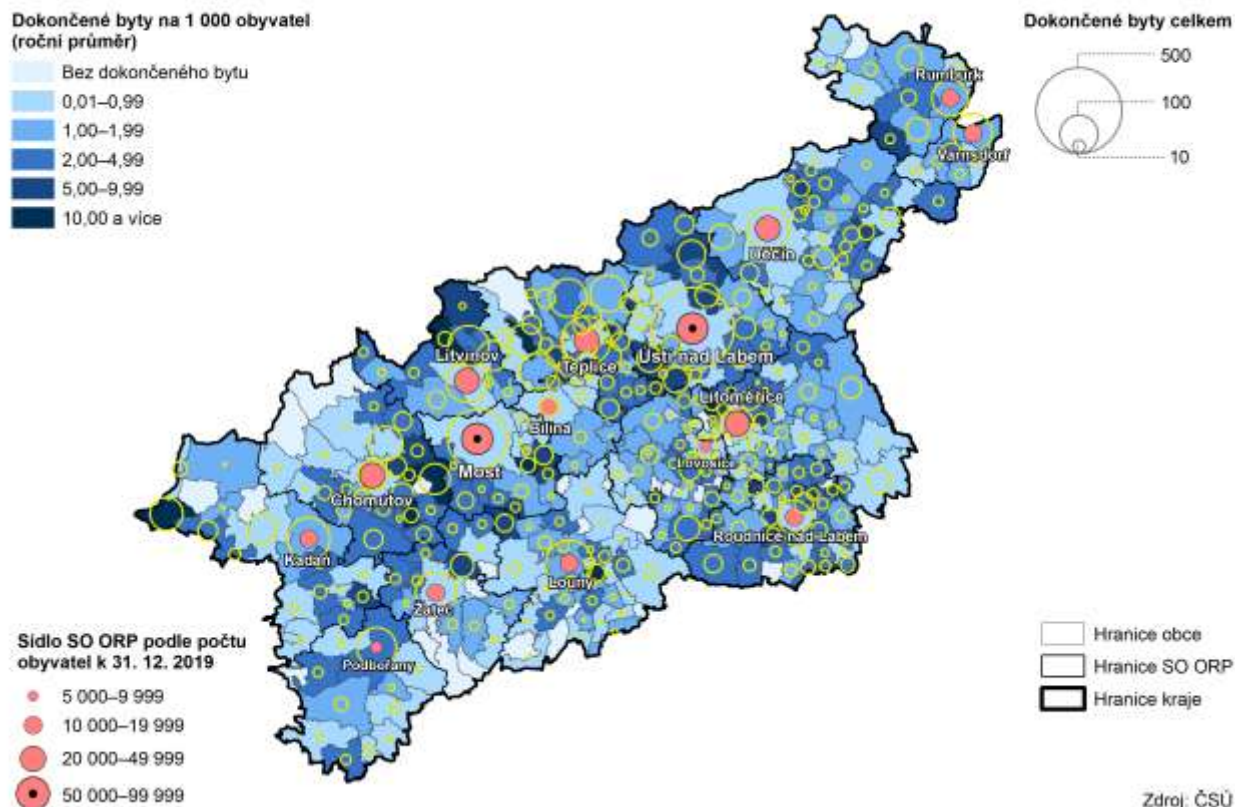 Dokončené byty na 1 000 obyvatel
(roční průměr)
Bez dokončeného bytu
0,01–0,99
1,00–1,99
2,00–4,99
5,00–9,99
10,00 a více
Dokončené byty celkem
500
100
10
Rumburk
Varnsdorf
Děčín
Ústí nad Labem
Teplice
Litvínov
Litoměřice
Bílina
Lovosice
Most
Chomutov
Roudnice nad Labem
Kadaň
Louny
Žatec
Podbořany
Sídlo SO ORP podle počtu
obyvatel k 31. 12. 2019
5 000–9 999
10 000–19 999
20 000–49 999
50 000–99 999
Hranice obce
Hranice SO ORP
Hranice kraje
Zdroj: ČSÚ